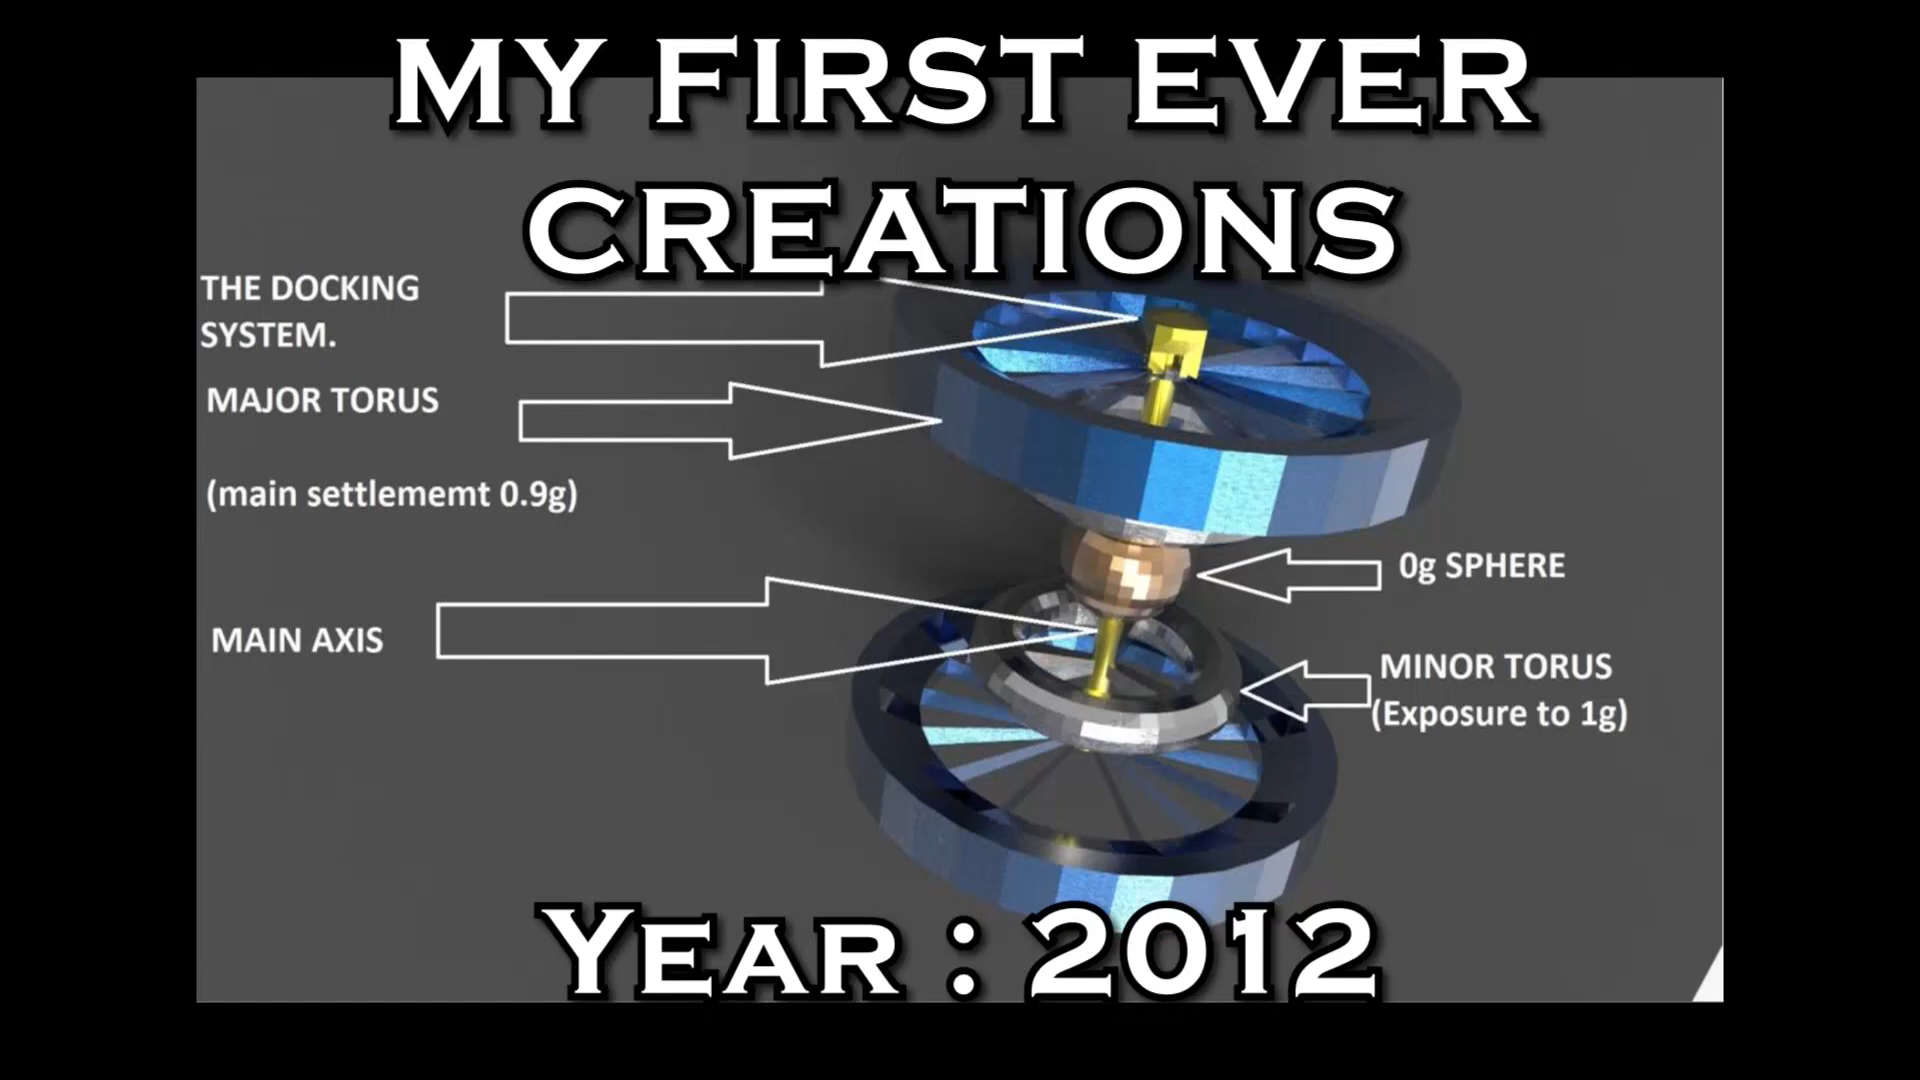 MY FIRST EVER
CREATIONS
THE DOCKING
SYSTEM.
MAJOR TORUS
(main settlememt 0.9g)
MAIN AXIS
0g SPHERE
MINOR TORUS
(Exposure to 1g)
YEAR : 2012